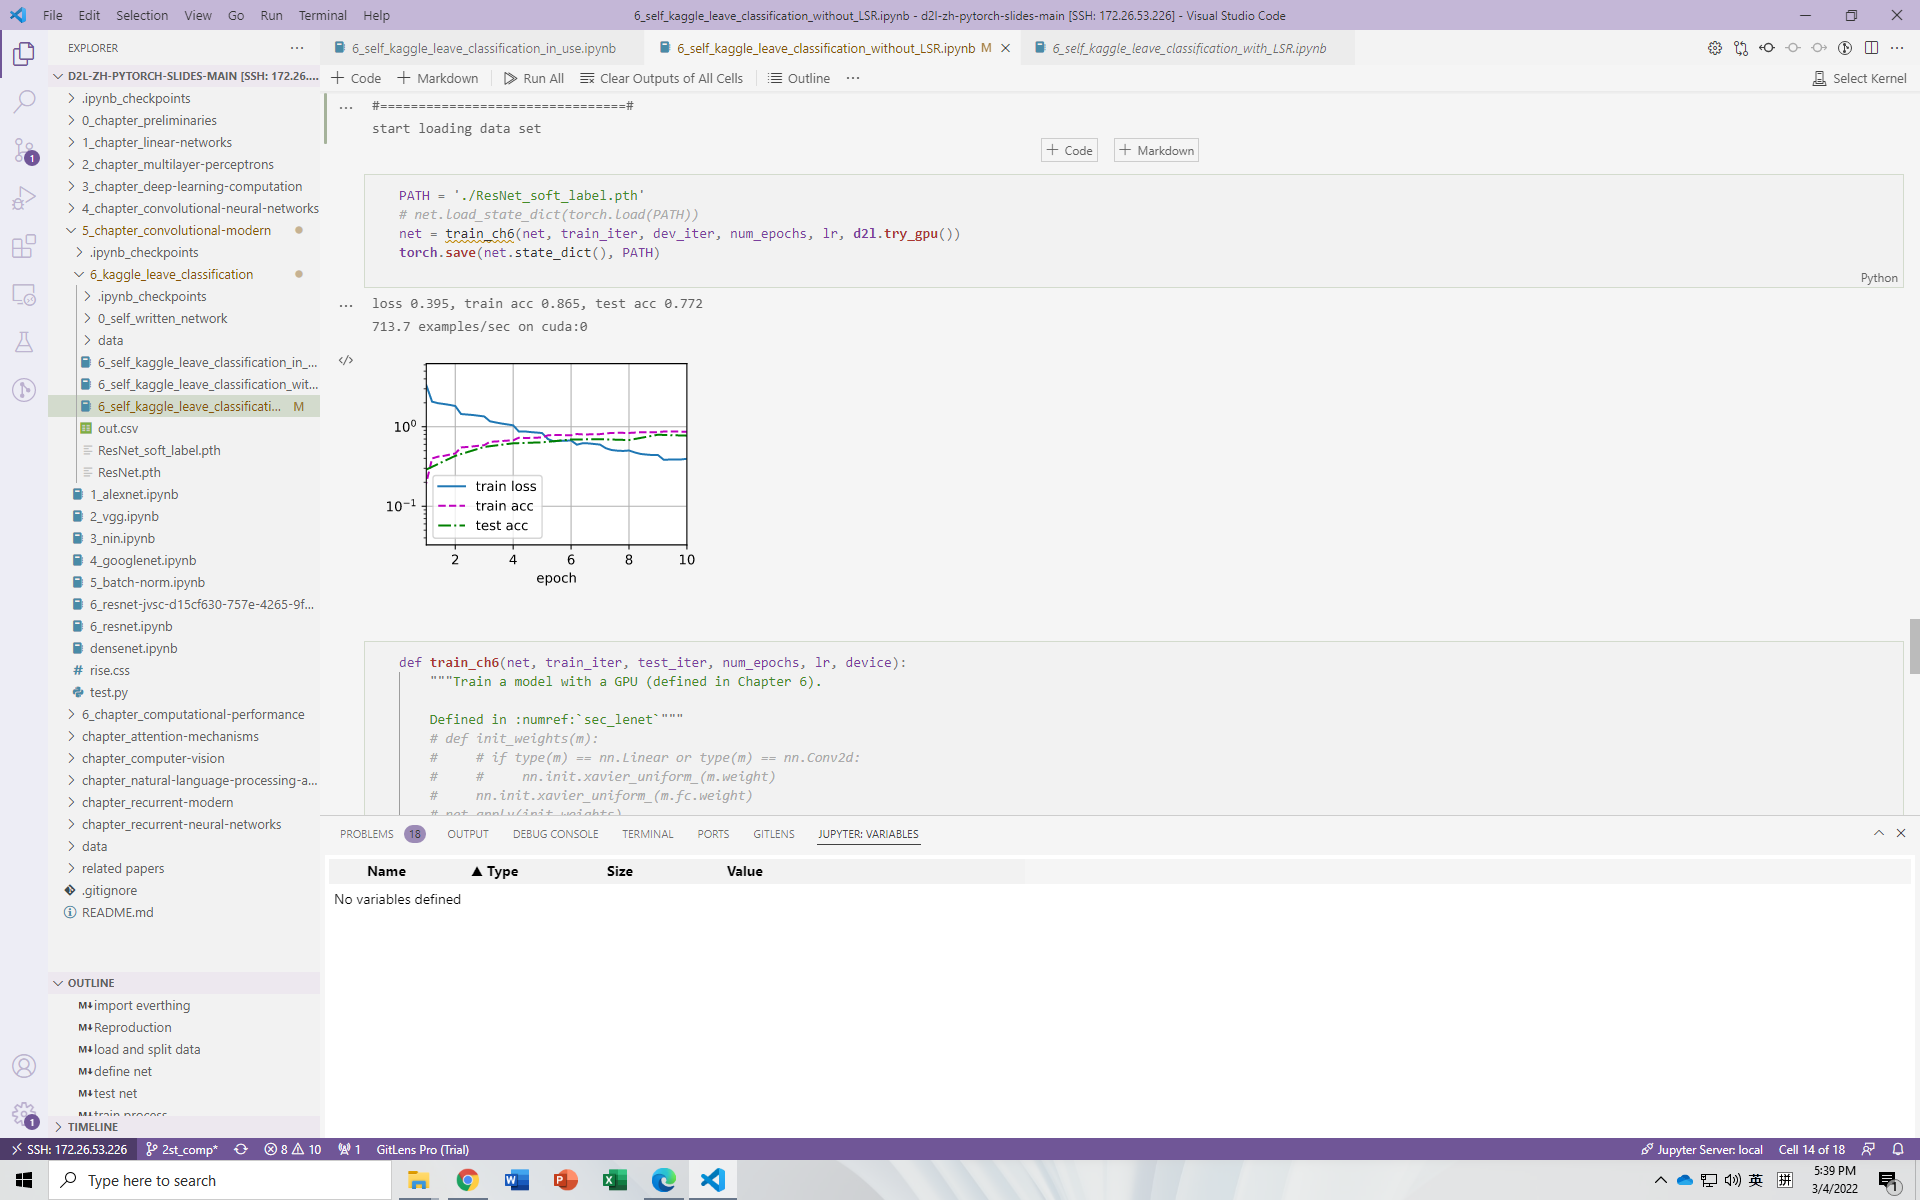 File Edit Selection View Go Run Terminal Help
6_self_kaggle_leave_classification_without_LSR.ipynb - d2l-zh-pytorch-slides-main [SSH: 172.26.53.226] - Visual Studio Code
EXPLORER
D2L-ZH-PYTORCH-SLIDES-MAIN [SSH: 172.26....
.ipynb_checkpoints
0_chapter_preliminaries
1_chapter_linear-networks
2_chapter_multilayer-perceptrons
3_chapter_deep-learning-computation
4_chapter_convolutional-neural-networks
5_chapter_convolutional-modern
.ipynb_checkpoints
6_kaggle_leave_classification
.ipynb_checkpoints
0_self_written_network
data
6_self_kaggle_leave_classification_in_...
6_self_kaggle_leave_classification_wit...
6_self_kaggle_leave_classificati... M
out.csv
ResNet_soft_label.pth
ResNet.pth
1_alexnet.ipynb
2_vgg.ipynb
3_nin.ipynb
4_googlenet.ipynb
5_batch-norm.ipynb
6_resnet-jvsc-d15cf630-757e-4265-9f...
6_resnet.ipynb
densenet.ipynb
rise.css
test.py
6_chapter_computational-performance
chapter_attention-mechanisms
chapter_computer-vision
chapter_natural-language-processing-a...
chapter_recurrent-modern
chapter_recurrent-neural-networks
data
related papers
.gitignore
README.md
OUTLINE
M↓import everthing
M↓Reproduction
M↓load and split data
M↓define net
M↓test net
M↓train process
TIMELINE
1
1
6_self_kaggle_leave_classification_in_use.ipynb
6_self_kaggle_leave_classification_without_LSR.ipynb M
6_self_kaggle_leave_classification_with_LSR.ipynb
+ Code + Markdown Run All Clear Outputs of All Cells Outline ...
Select Kernel
#================================#
start loading data set
+ Code + Markdown
PATH = './ResNet_soft_label.pth'
# net.load_state_dict(torch.load(PATH))
net = train_ch6(net, train_iter, dev_iter, num_epochs, lr, d2l.try_gpu())
torch.save(net.state_dict(), PATH)
Python
loss 0.395, train acc 0.865, test acc 0.772
713.7 examples/sec on cuda:0
10⁰
10⁻¹
train loss
train acc
test acc
2 4 6 8 10
epoch
def train_ch6(net, train_iter, test_iter, num_epochs, lr, device):
"""Train a model with a GPU (defined in Chapter 6).
Defined in :numref:`sec_lenet`"""
# def init_weights(m):
#     # if type(m) == nn.Linear or type(m) == nn.Conv2d:
#     #     nn.init.xavier_uniform_(m.weight)
#     nn.init.xavier_uniform_(m.fc.weight)
# net.apply(init_weights)
PROBLEMS 18 OUTPUT DEBUG CONSOLE TERMINAL PORTS GITLENS JUPYTER: VARIABLES
Name ▲ Type Size Value
No variables defined
SSH: 172.26.53.226 2st_comp* 8 10 1 GitLens Pro (Trial)
Jupyter Server: local Cell 14 of 18
Type here to search
英 拼
5:39 PM
3/4/2022
1